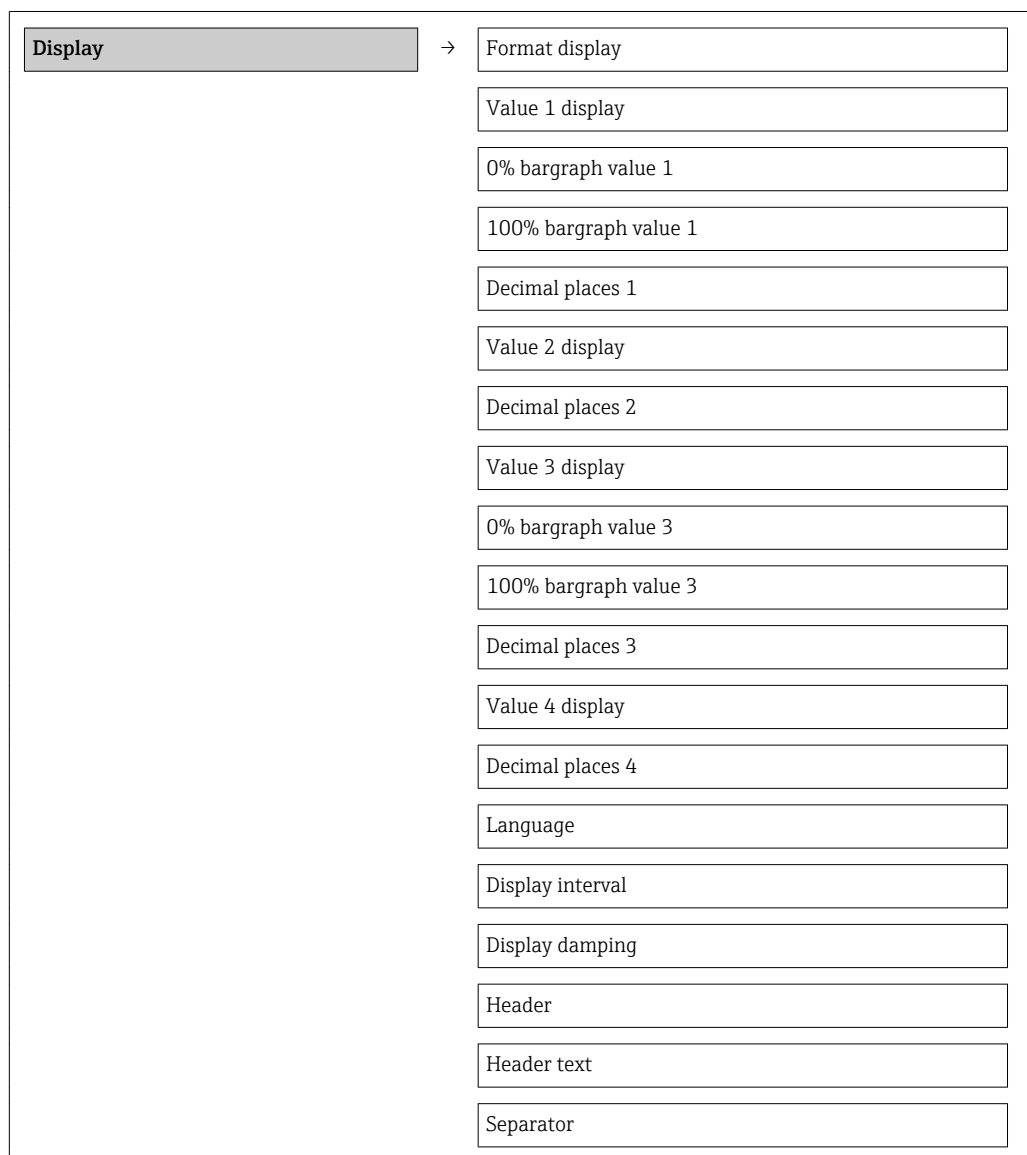 Display → Format display
Value 1 display
0% bargraph value 1
100% bargraph value 1
Decimal places 1
Value 2 display
Decimal places 2
Value 3 display
0% bargraph value 3
100% bargraph value 3
Decimal places 3
Value 4 display
Decimal places 4
Language
Display interval
Display damping
Header
Header text
Separator